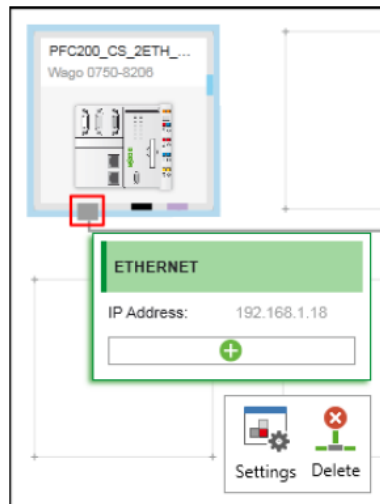 PFC200_CS_2ETH_...
Wago 0750-8206
ETHERNET
IP Address: 192.168.1.18
Settings Delete